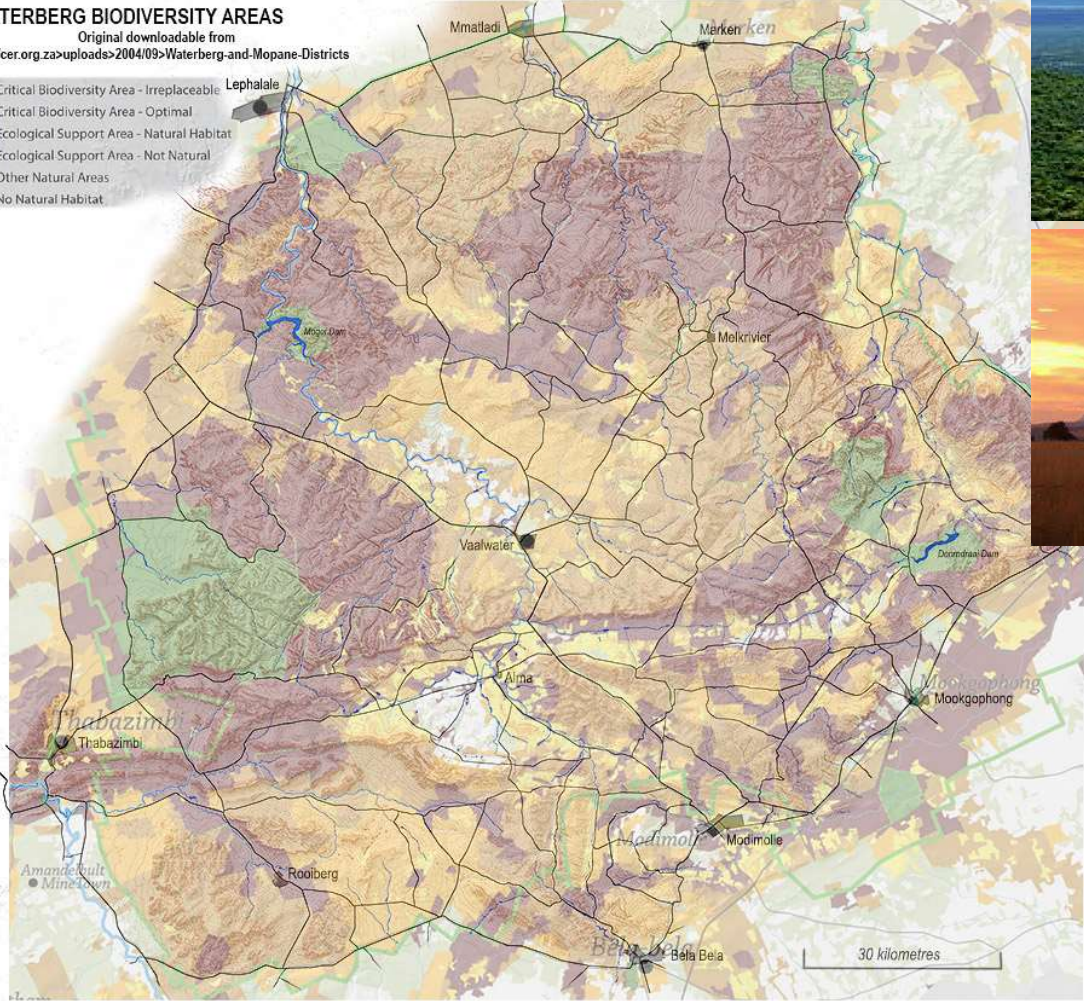 TERBERG BIODIVERSITY AREAS
Original downloadable from
cer.org.za>uploads>2004/09>Waterberg-and-Mopane-Districts
Critical Biodiversity Area - Irreplaceable
Critical Biodiversity Area - Optimal
Ecological Support Area - Natural Habitat
Ecological Support Area - Not Natural
Other Natural Areas
No Natural Habitat
Lephalale
Mmatladi
Marken
Marken
Mogol Dam
Melkrivier
Vaalwater
Doorndraai Dam
Alma
Mookgophong
Mookgophong
Thabazimbi
Thabazimbi
Modimolle
Modimolle
Amandelbult
Mine Town
Rooiberg
Bela Bela
Bela Bela
30 kilometres